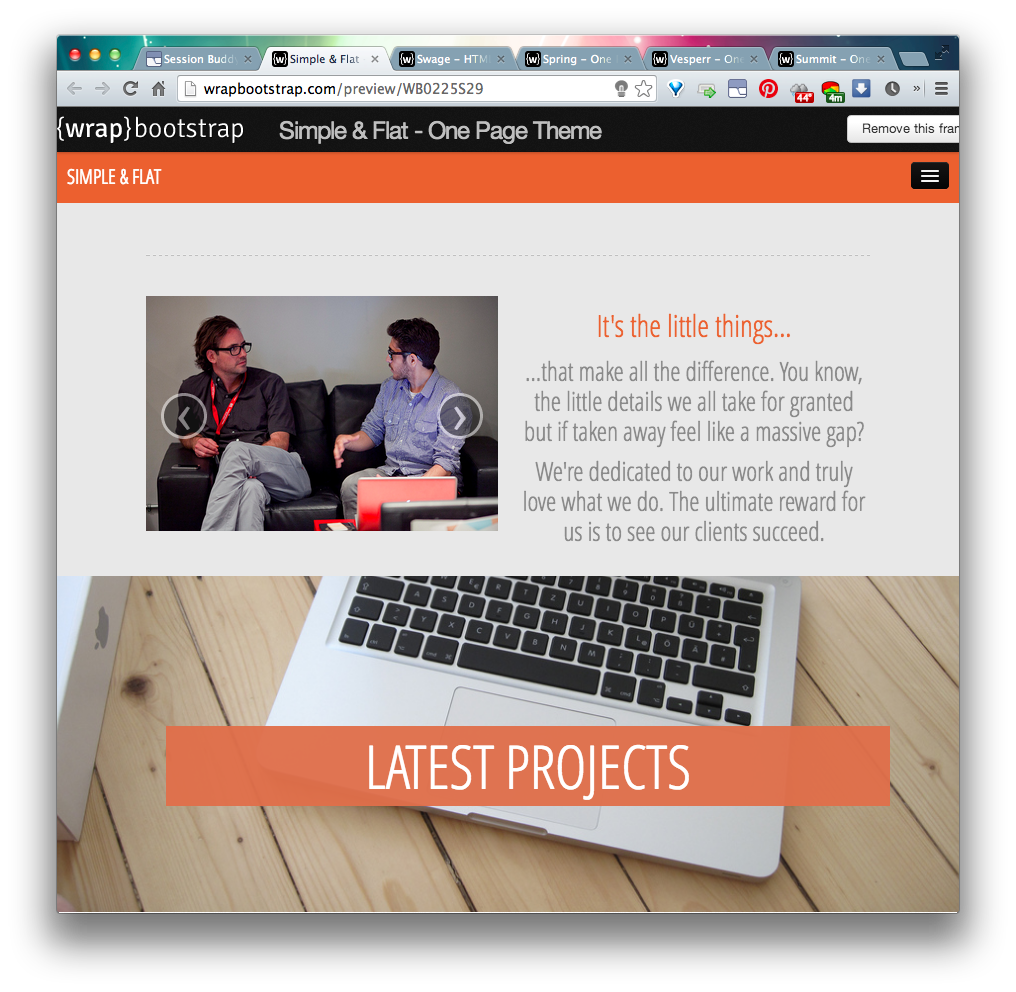 Session Budd
Simple & Flat
Swage – HTM
Spring – One
Vesperr – On
Summit – One
wrapbootstrap.com/preview/WB0225S29
44°
4m
»
{wrap}bootstrap
Simple & Flat - One Page Theme
Remove this fran
SIMPLE & FLAT
It's the little things...
...that make all the difference. You know,
the little details we all take for granted
but if taken away feel like a massive gap?
We're dedicated to our work and truly
love what we do. The ultimate reward for
us is to see our clients succeed.
LATEST PROJECTS